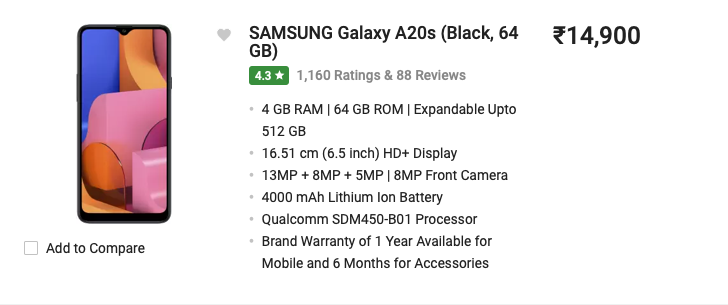 SAMSUNG Galaxy A20s (Black, 64
GB)
₹14,900
4.3★ 1,160 Ratings & 88 Reviews
• 4 GB RAM | 64 GB ROM | Expandable Upto
512 GB
• 16.51 cm (6.5 inch) HD+ Display
• 13MP + 8MP + 5MP | 8MP Front Camera
• 4000 mAh Lithium Ion Battery
• Qualcomm SDM450-B01 Processor
• Brand Warranty of 1 Year Available for
Mobile and 6 Months for Accessories
Add to Compare